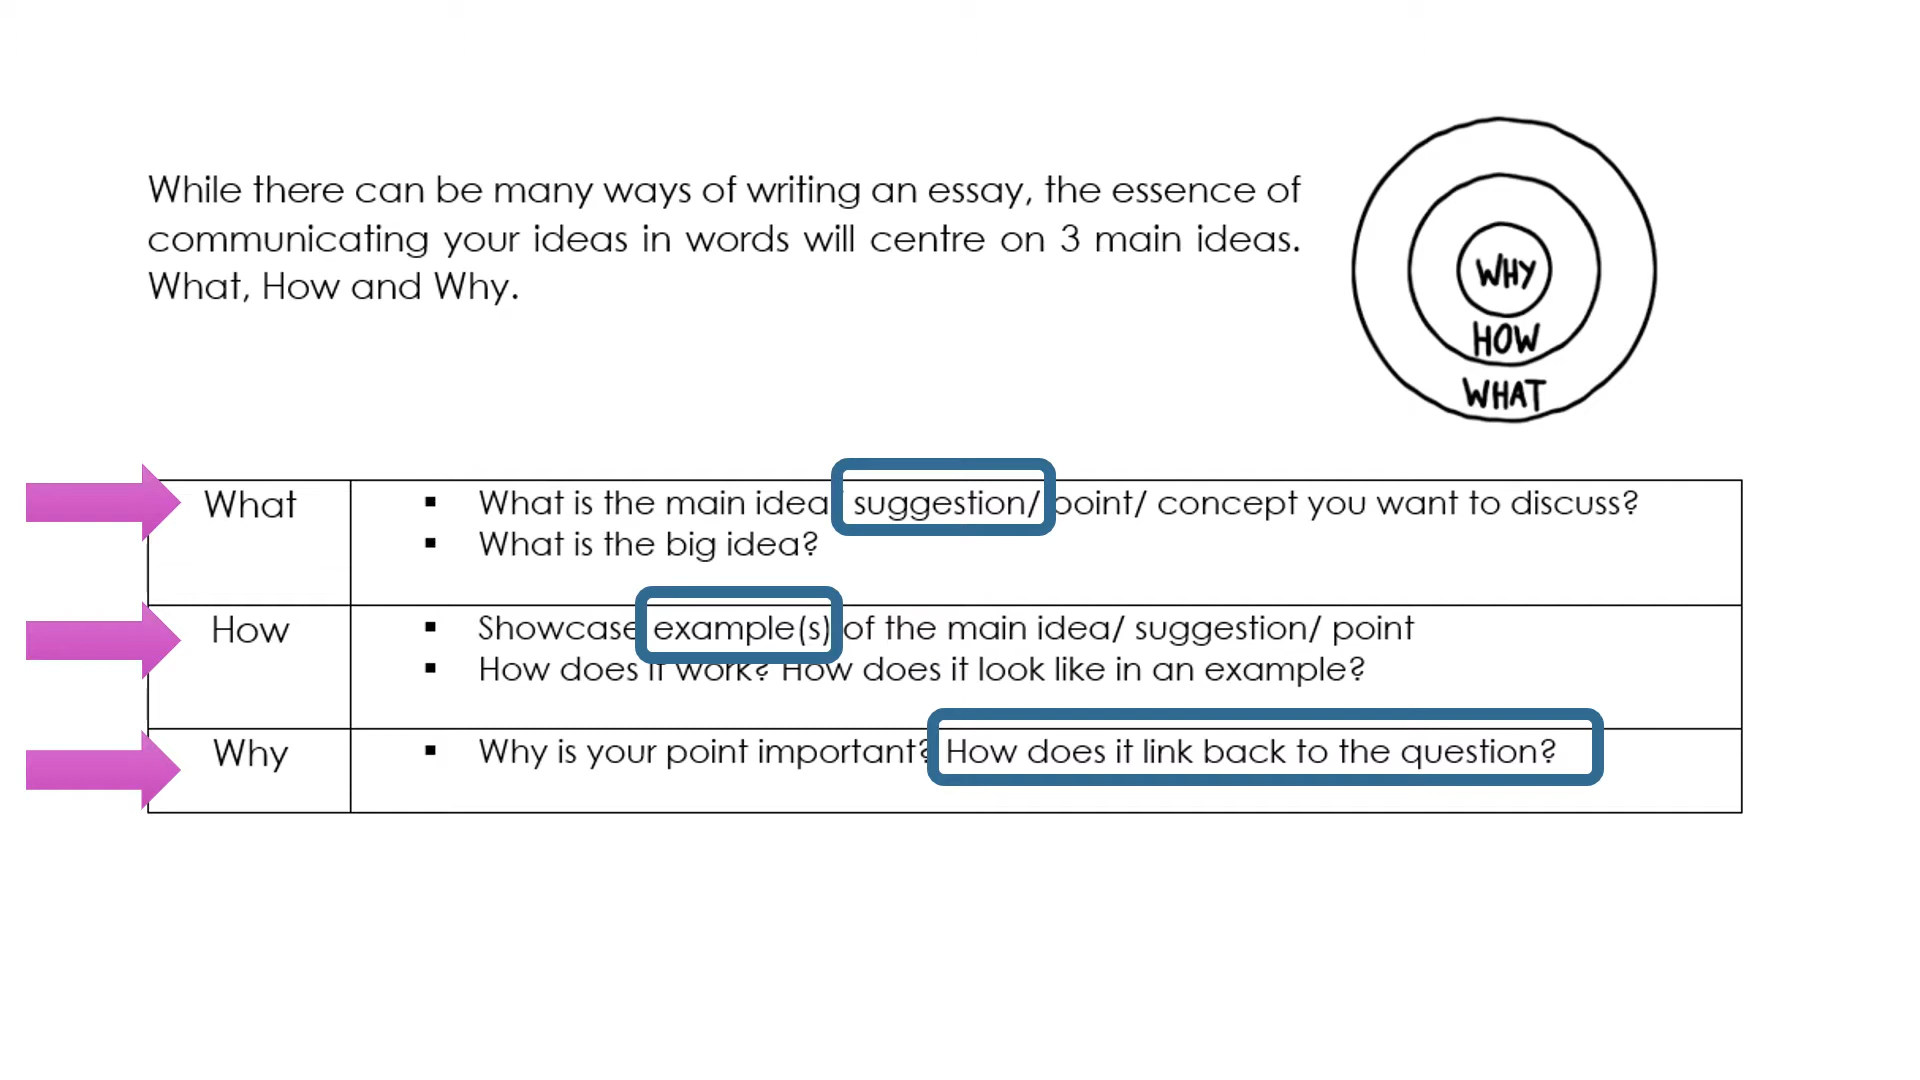 While there can be many ways of writing an essay, the essence of
communicating your ideas in words will centre on 3 main ideas.
What, How and Why.
WHY
HOW
WHAT
What
▪ What is the main idea/ suggestion/ point/ concept you want to discuss?
▪ What is the big idea?
How
▪ Showcase example(s) of the main idea/ suggestion/ point
▪ How does it work? How does it look like in an example?
Why
▪ Why is your point important? How does it link back to the question?